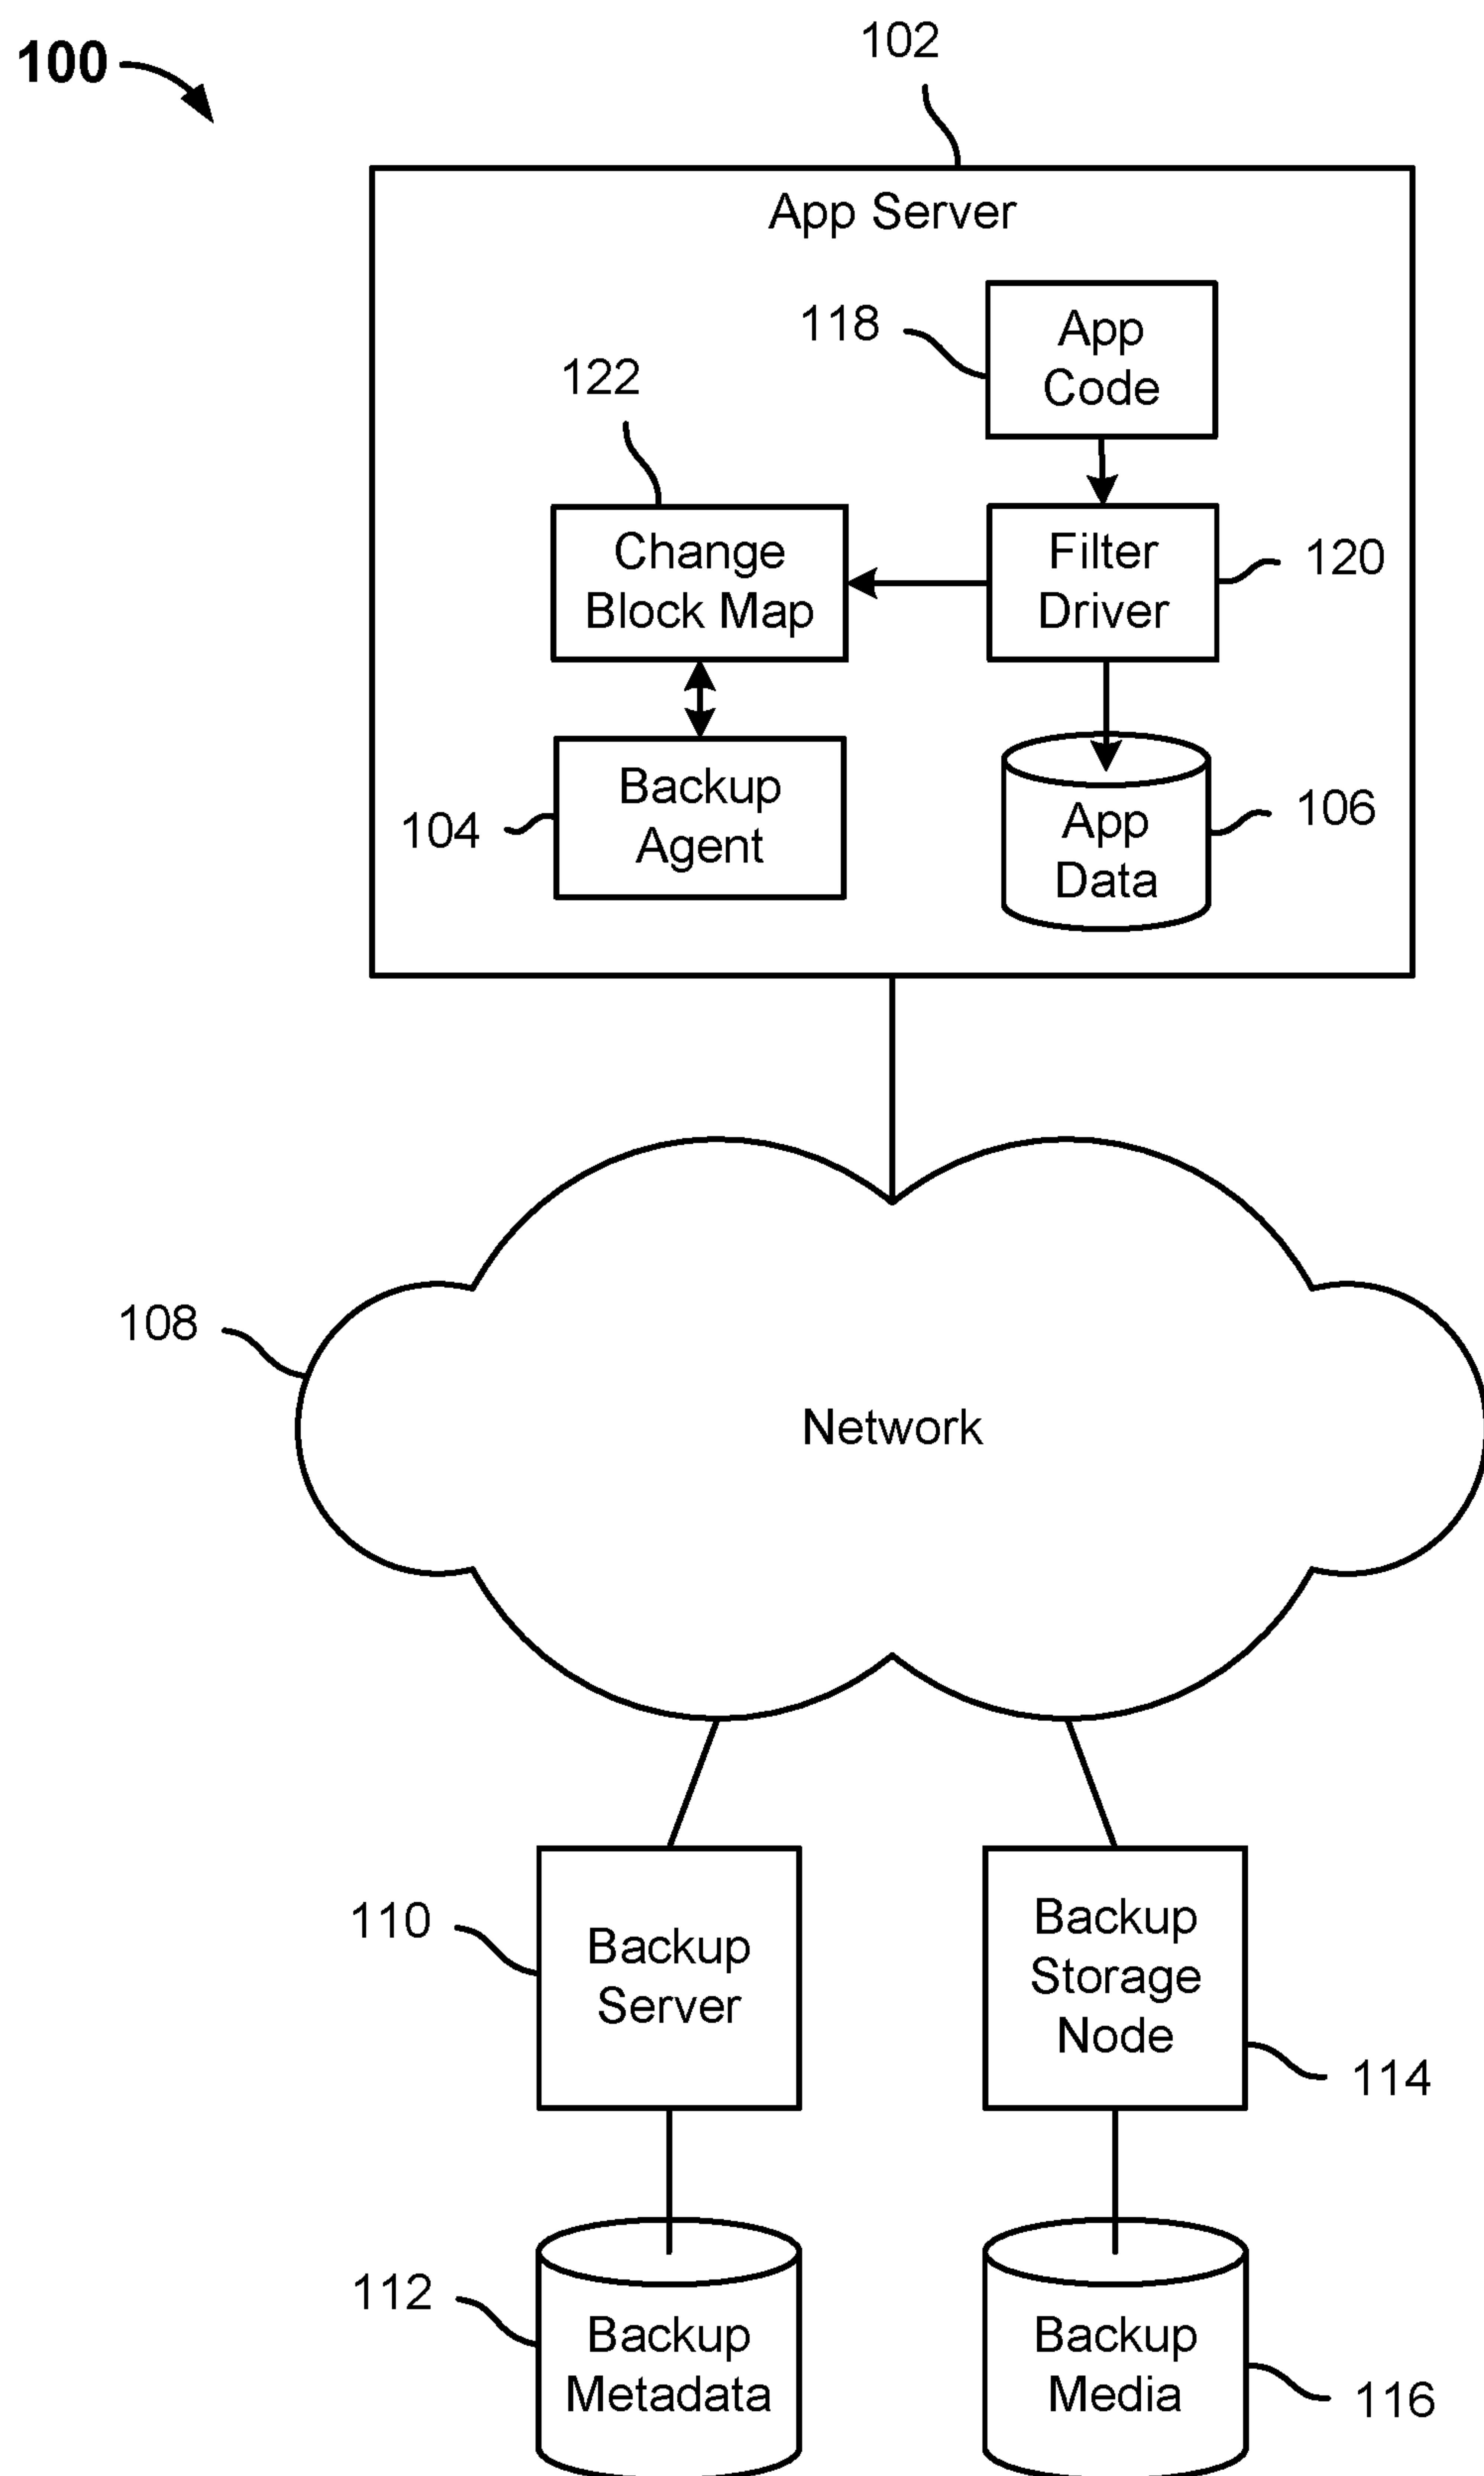 100
102
App Server
118
App
Code
122
Change
Block Map
Filter
Driver
120
104
Backup
Agent
App
Data
106
108
Network
110
Backup
Server
Backup
Storage
Node
114
112
Backup
Metadata
Backup
Media
116